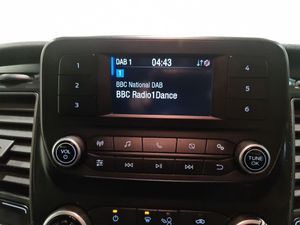 DAB 1 04:43
1
BBC National DAB
BBC Radio1Dance
1 4
2 5
3 6
VOL
TUNE
OK